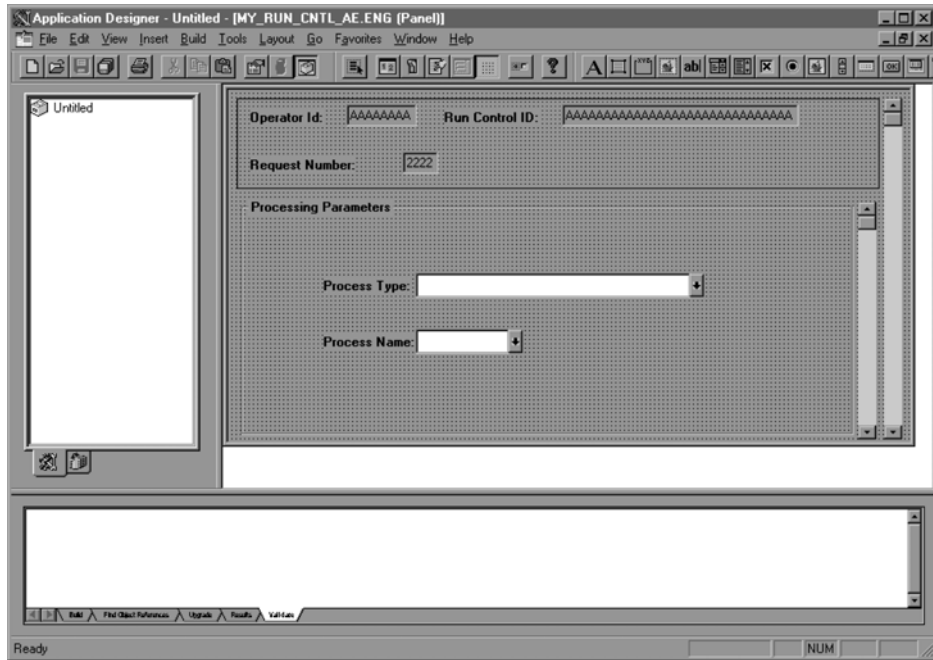 Application Designer - Untitled - [MY_RUN_CNTL_AE.ENG (Panel)]
File Edit View Insert Build Tools Layout Go Favorites Window Help
Untitled
Operator Id: AAAAAAAA Run Control ID: AAAAAAAAAAAAAAAAAAAAAAAAAAAAAA
Request Number: 2222
Processing Parameters
Process Type:
Process Name:
Build Find Object References Upgrade Results Validate
Ready NUM